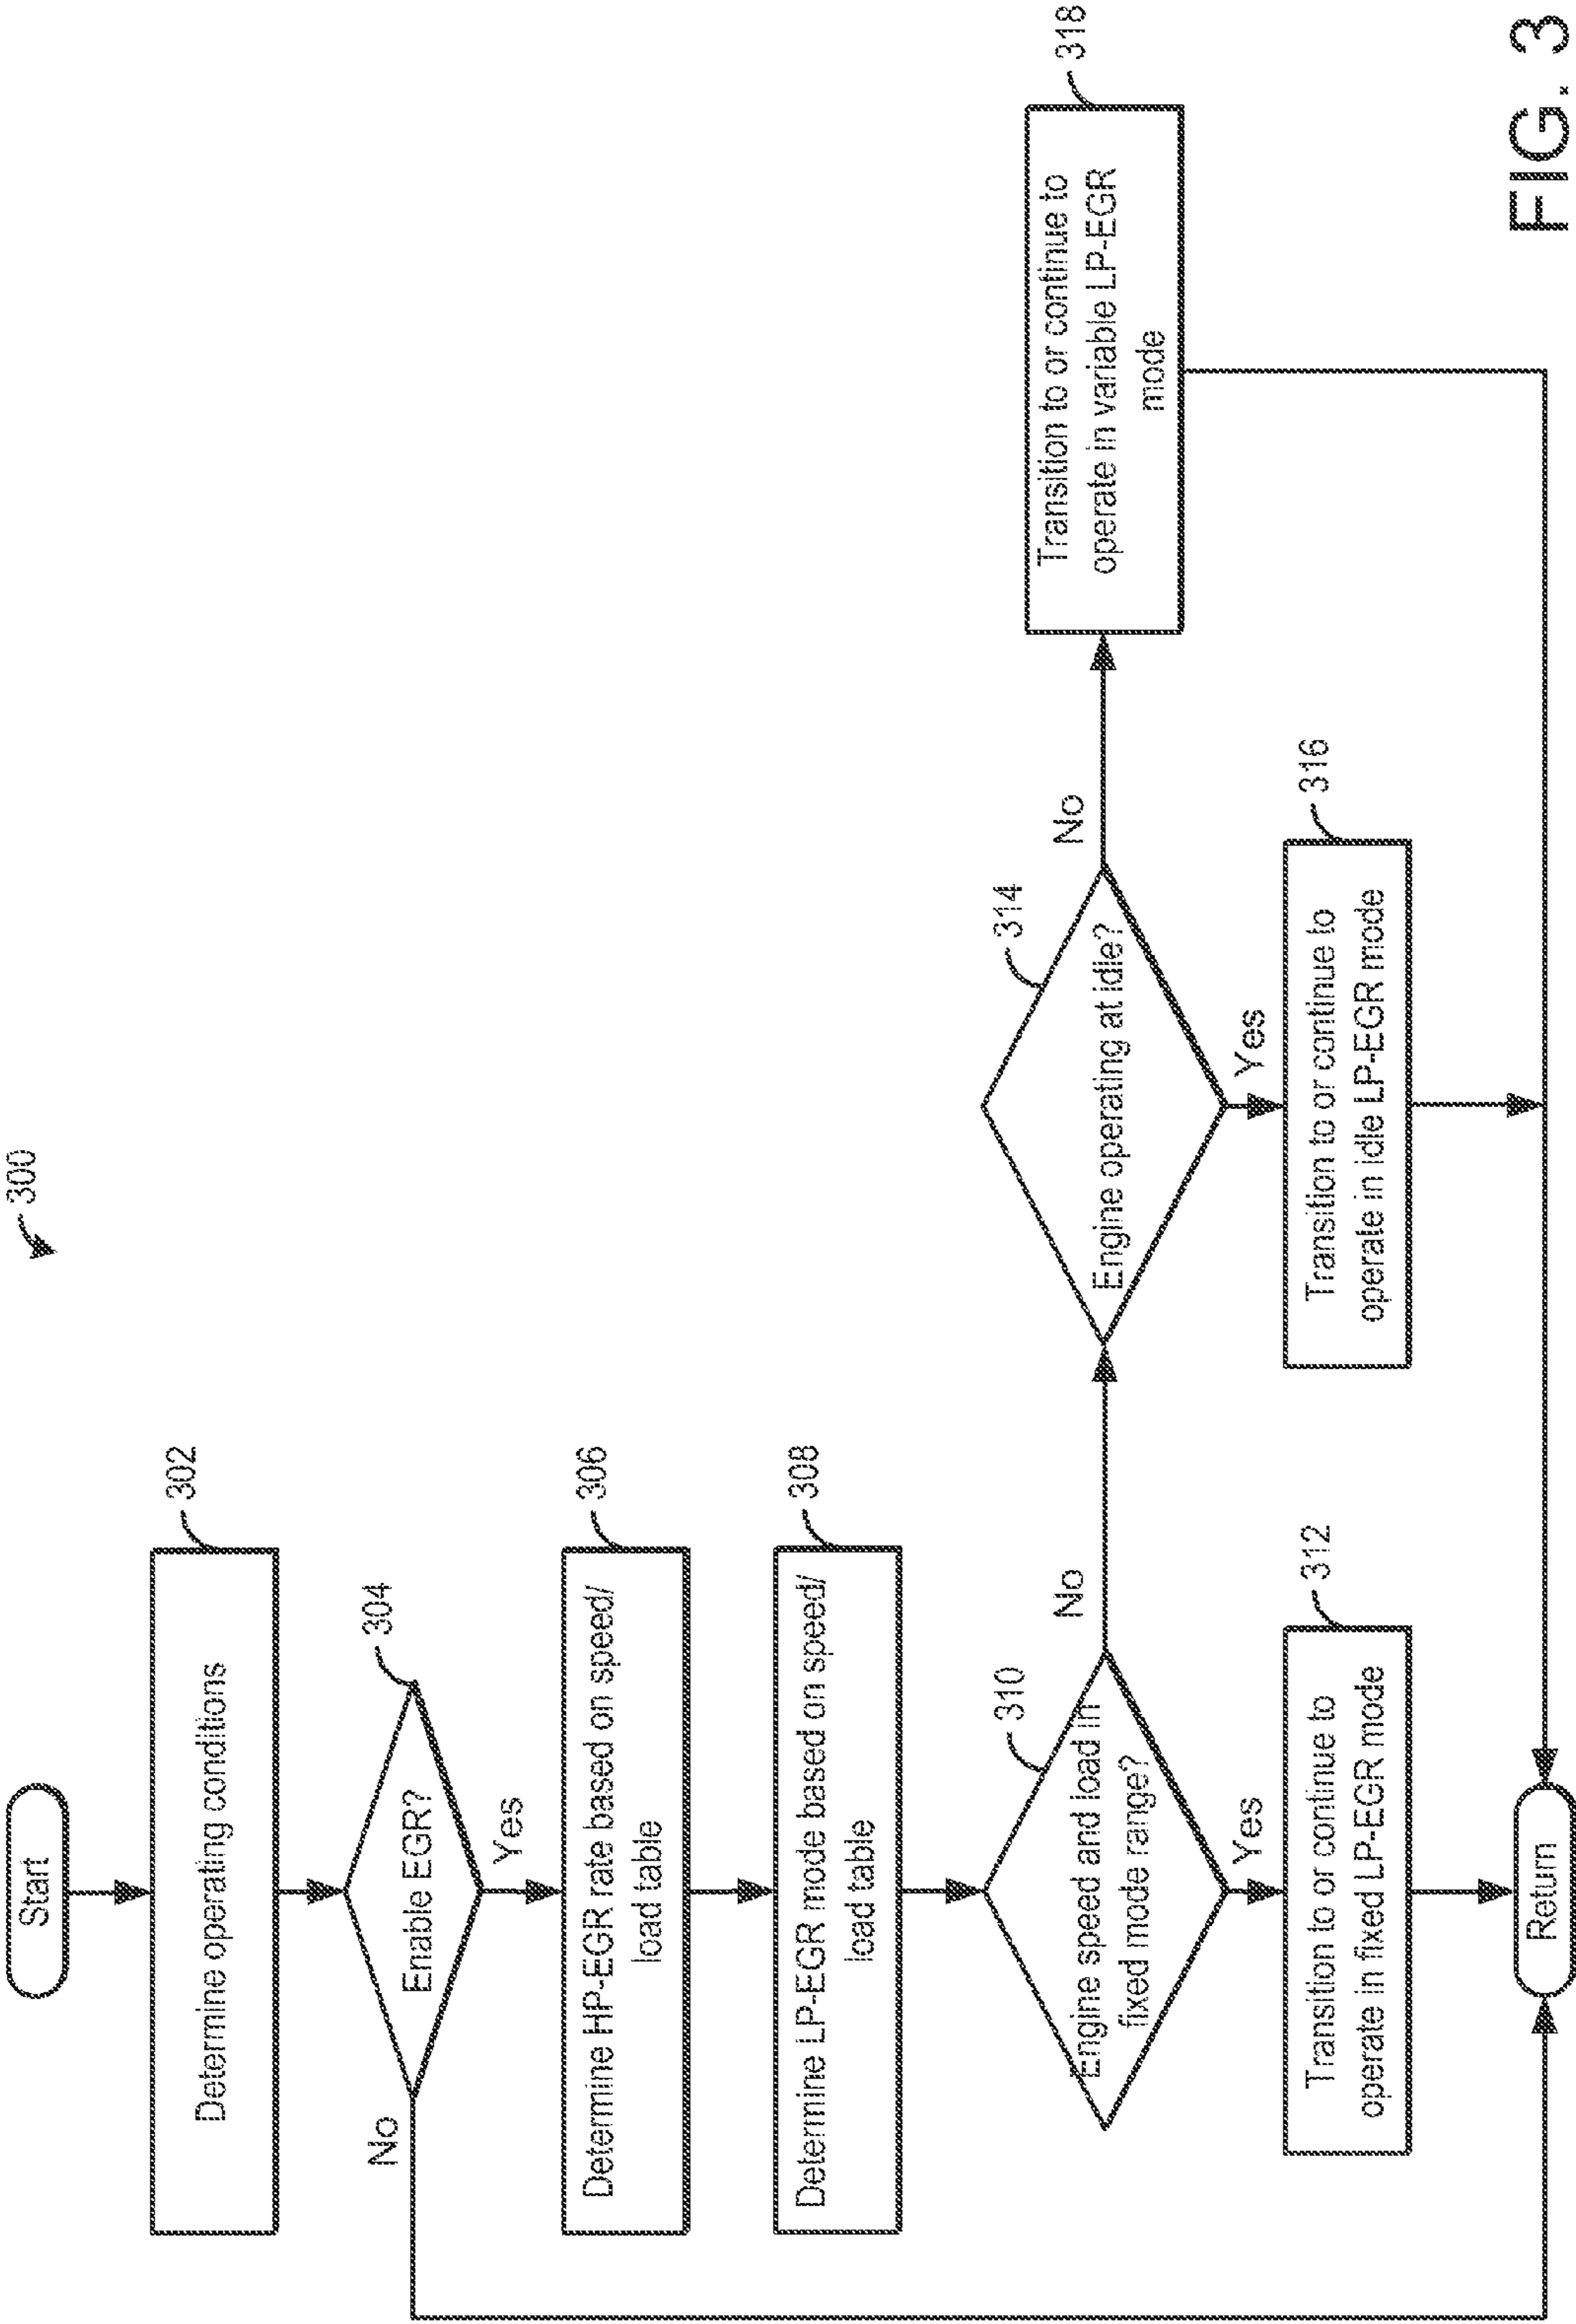 300
Start
302
Determine operating conditions
304
Enable EGR?
No
Yes
306
Determine HP-EGR rate based on speed/
load table
308
Determine LP-EGR mode based on speed/
load table
310
Engine speed and load in
fixed mode range?
No
Yes
312
Transition to or continue to
operate in fixed LP-EGR mode
314
Engine operating at idle?
No
Yes
316
Transition to or continue to
operate in idle LP-EGR mode
318
Transition to or continue to
operate in variable LP-EGR
mode
Return
FIG. 3